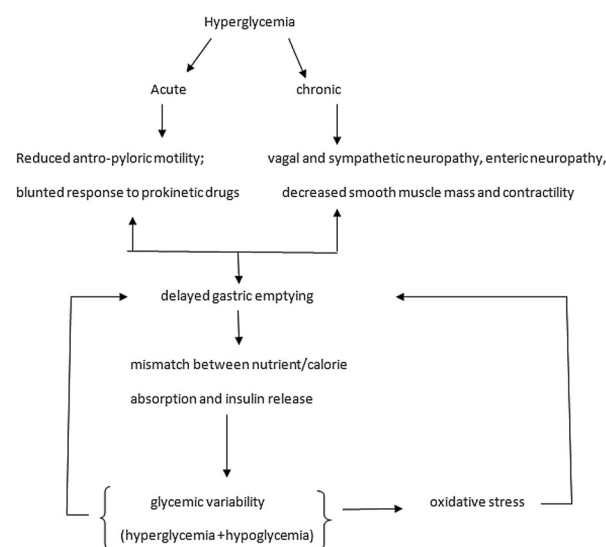 Hyperglycemia
Acute
chronic
Reduced antro-pyloric motility;
blunted response to prokinetic drugs
vagal and sympathetic neuropathy, enteric neuropathy,
decreased smooth muscle mass and contractility
delayed gastric emptying
mismatch between nutrient/calorie
absorption and insulin release
glycemic variability
(hyperglycemia +hypoglycemia)
oxidative stress